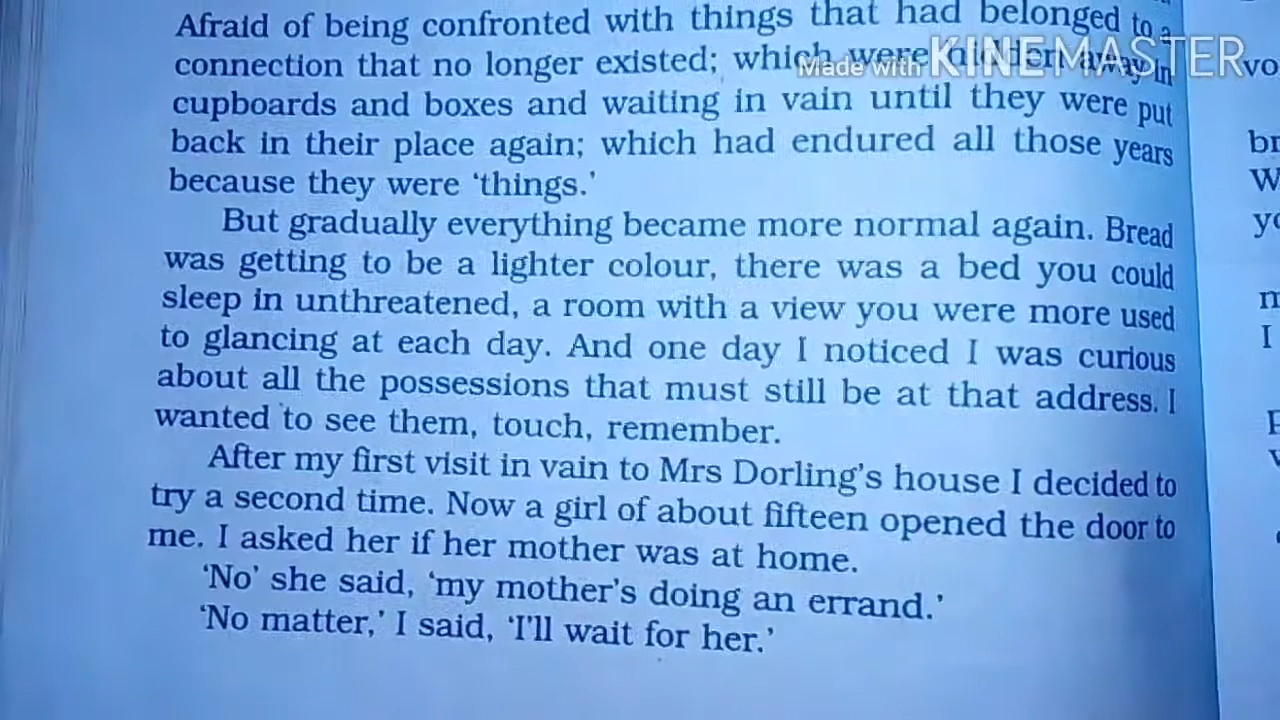 Afraid of being confronted with things that had belonged to a
connection that no longer existed; which were hidden away in
Made with KINEMASTER
cupboards and boxes and waiting in vain until they were put
back in their place again; which had endured all those years
because they were ‘things.’
But gradually everything became more normal again. Bread
was getting to be a lighter colour, there was a bed you could
sleep in unthreatened, a room with a view you were more used
to glancing at each day. And one day I noticed I was curious
about all the possessions that must still be at that address. I
wanted to see them, touch, remember.
After my first visit in vain to Mrs Dorling’s house I decided to
try a second time. Now a girl of about fifteen opened the door to
me. I asked her if her mother was at home.
‘No’ she said, ‘my mother’s doing an errand.’
‘No matter,’ I said, ‘I’ll wait for her.’